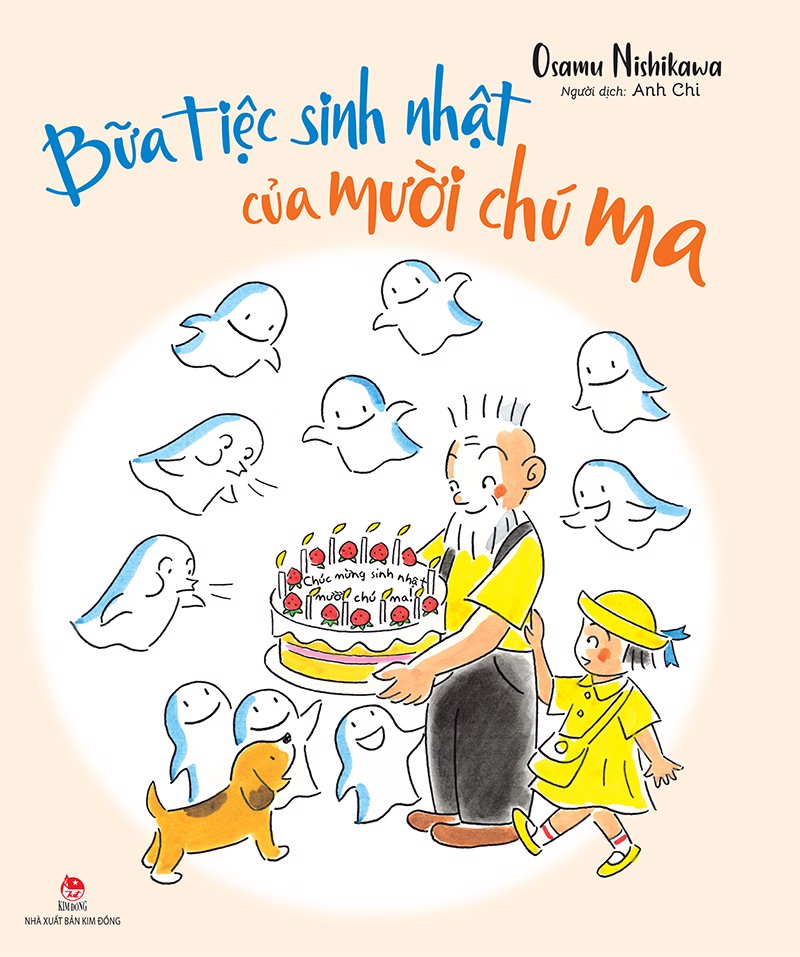 Osamu Nishikawa
Người dịch: Anh Chi
Bữa tiệc sinh nhật
của mười chú ma
Chúc mừng sinh nhật
mười chú ma!
KIM ĐỒNG
NHÀ XUẤT BẢN KIM ĐỒNG